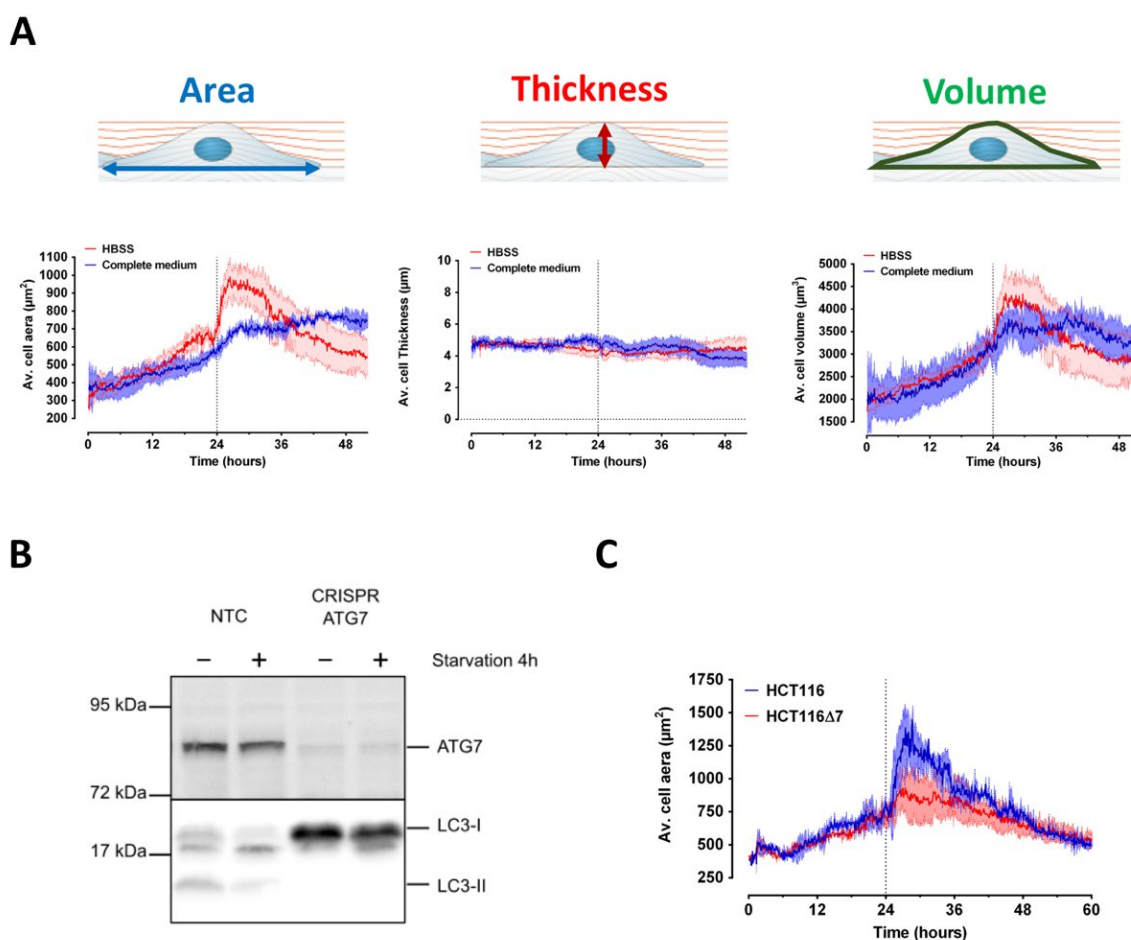 A
Area
Thickness
Volume
Av. cell aera (µm²)
1100
1000
900
800
700
600
500
400
300
200
HBSS
Complete medium
0 12 24 36 48
Time (hours)
Av. cell Thickness (µm)
10
8
6
4
2
0
HBSS
Complete medium
0 12 24 36 48
Time (hours)
Av. cell volume (µm³)
5000
4500
4000
3500
3000
2500
2000
1500
HBSS
Complete medium
0 12 24 36 48
Time (hours)
B
NTC
CRISPR
ATG7
− + − + Starvation 4h
95 kDa
ATG7
72 kDa
LC3-I
17 kDa
LC3-II
C
Av. cell aera (µm²)
1750
1500
1250
1000
750
500
250
HCT116
HCT116Δ7
0 12 24 36 48 60
Time (hours)